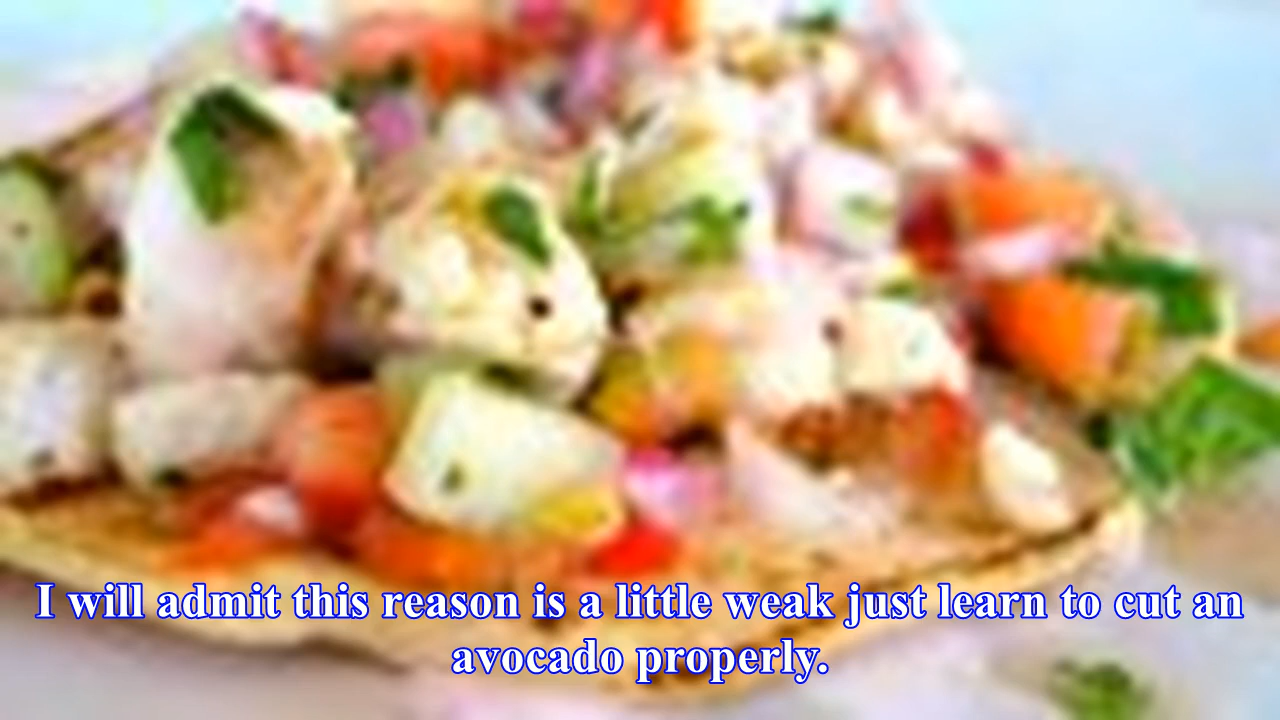 I will admit this reason is a little weak just learn to cut an
avocado properly.